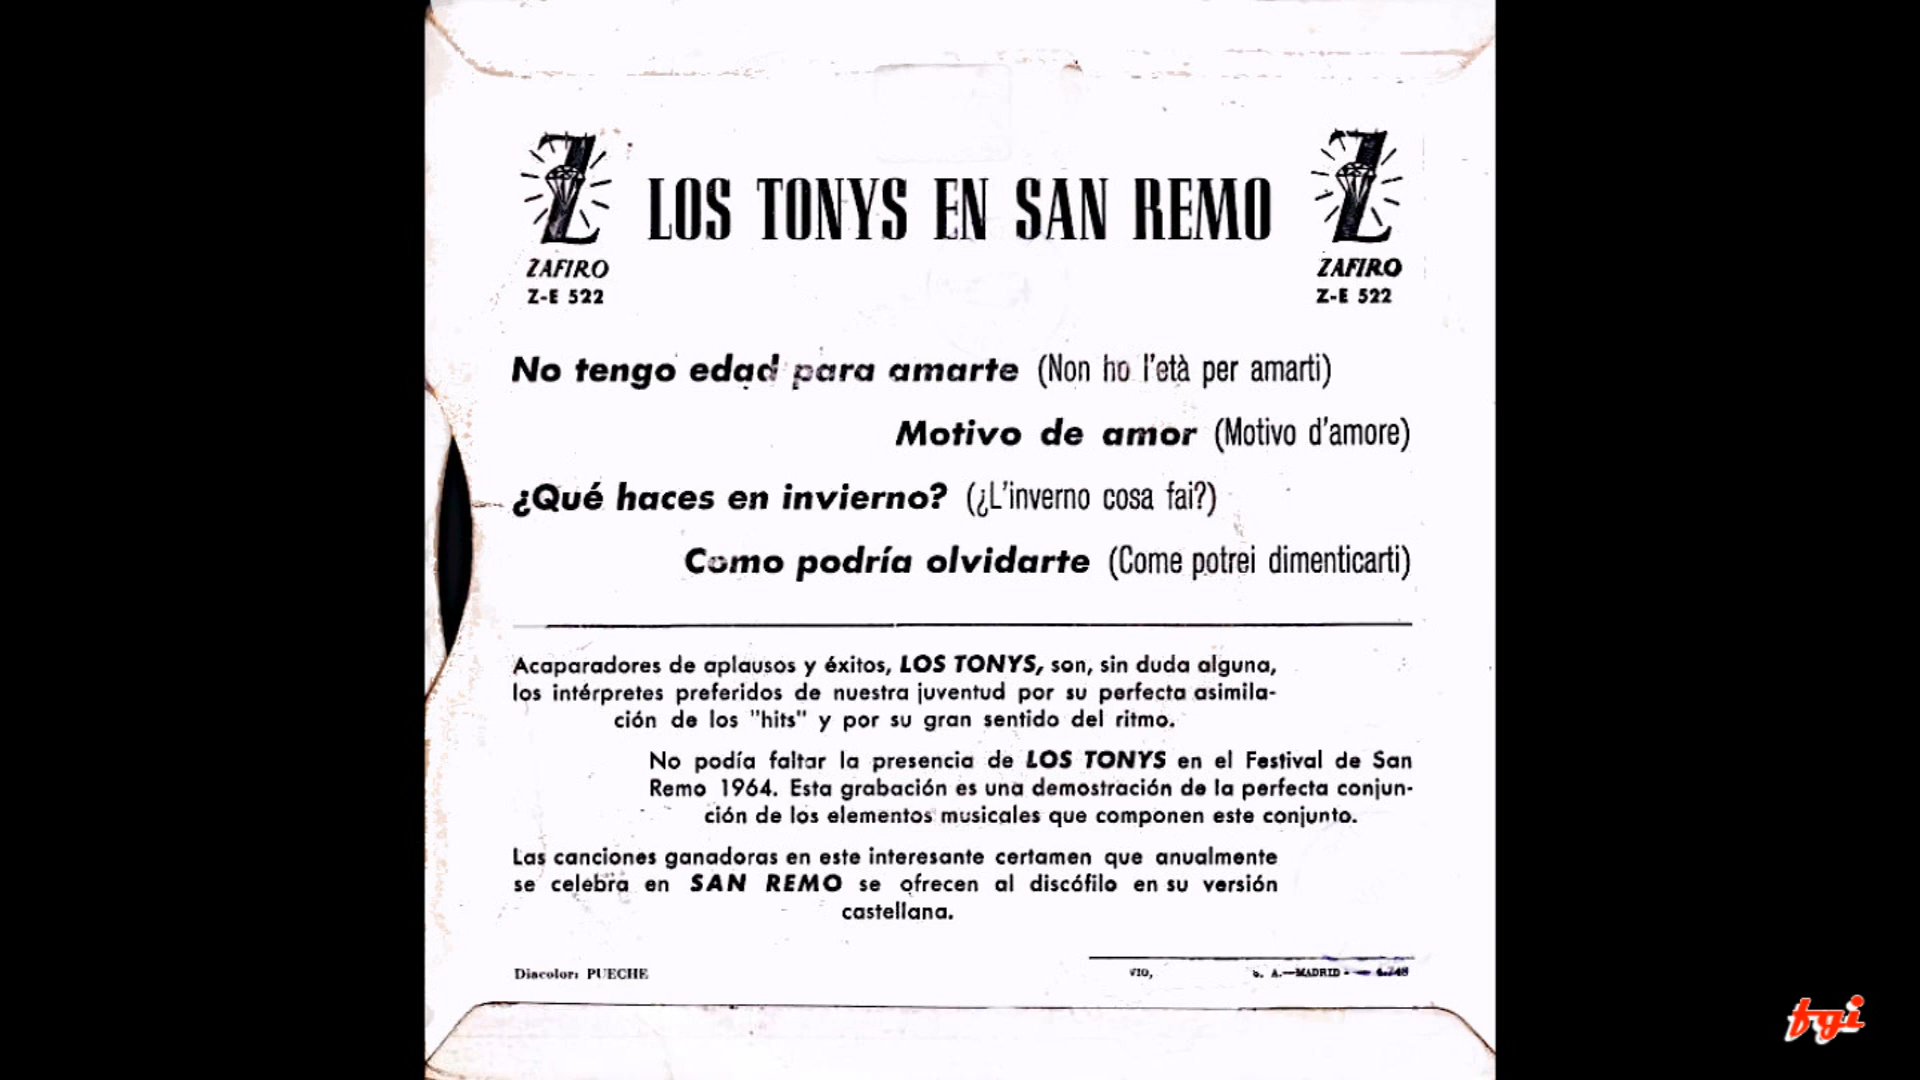 LOS TONYS EN SAN REMO
ZAFIRO
Z-E 522
ZAFIRO
Z-E 522
No tengo edad para amarte (Non ho l'età per amarti)
Motivo de amor (Motivo d'amore)
¿Qué haces en invierno? (¿L'inverno cosa fai?)
Como podría olvidarte (Come potrei dimenticarti)
Acaparadores de aplausos y éxitos, LOS TONYS, son, sin duda alguna,
los intérpretes preferidos de nuestra juventud por su perfecta asimila-
ción de los "hits" y por su gran sentido del ritmo.
No podía faltar la presencia de LOS TONYS en el Festival de San
Remo 1964. Esta grabación es una demostración de la perfecta conjun-
ción de los elementos musicales que componen este conjunto.
Las canciones ganadoras en este interesante certamen que anualmente
se celebra en SAN REMO se ofrecen al discófilo en su versión
castellana.
Diacolor: PUECHE
VIO, S. A.—MADRID
fgi